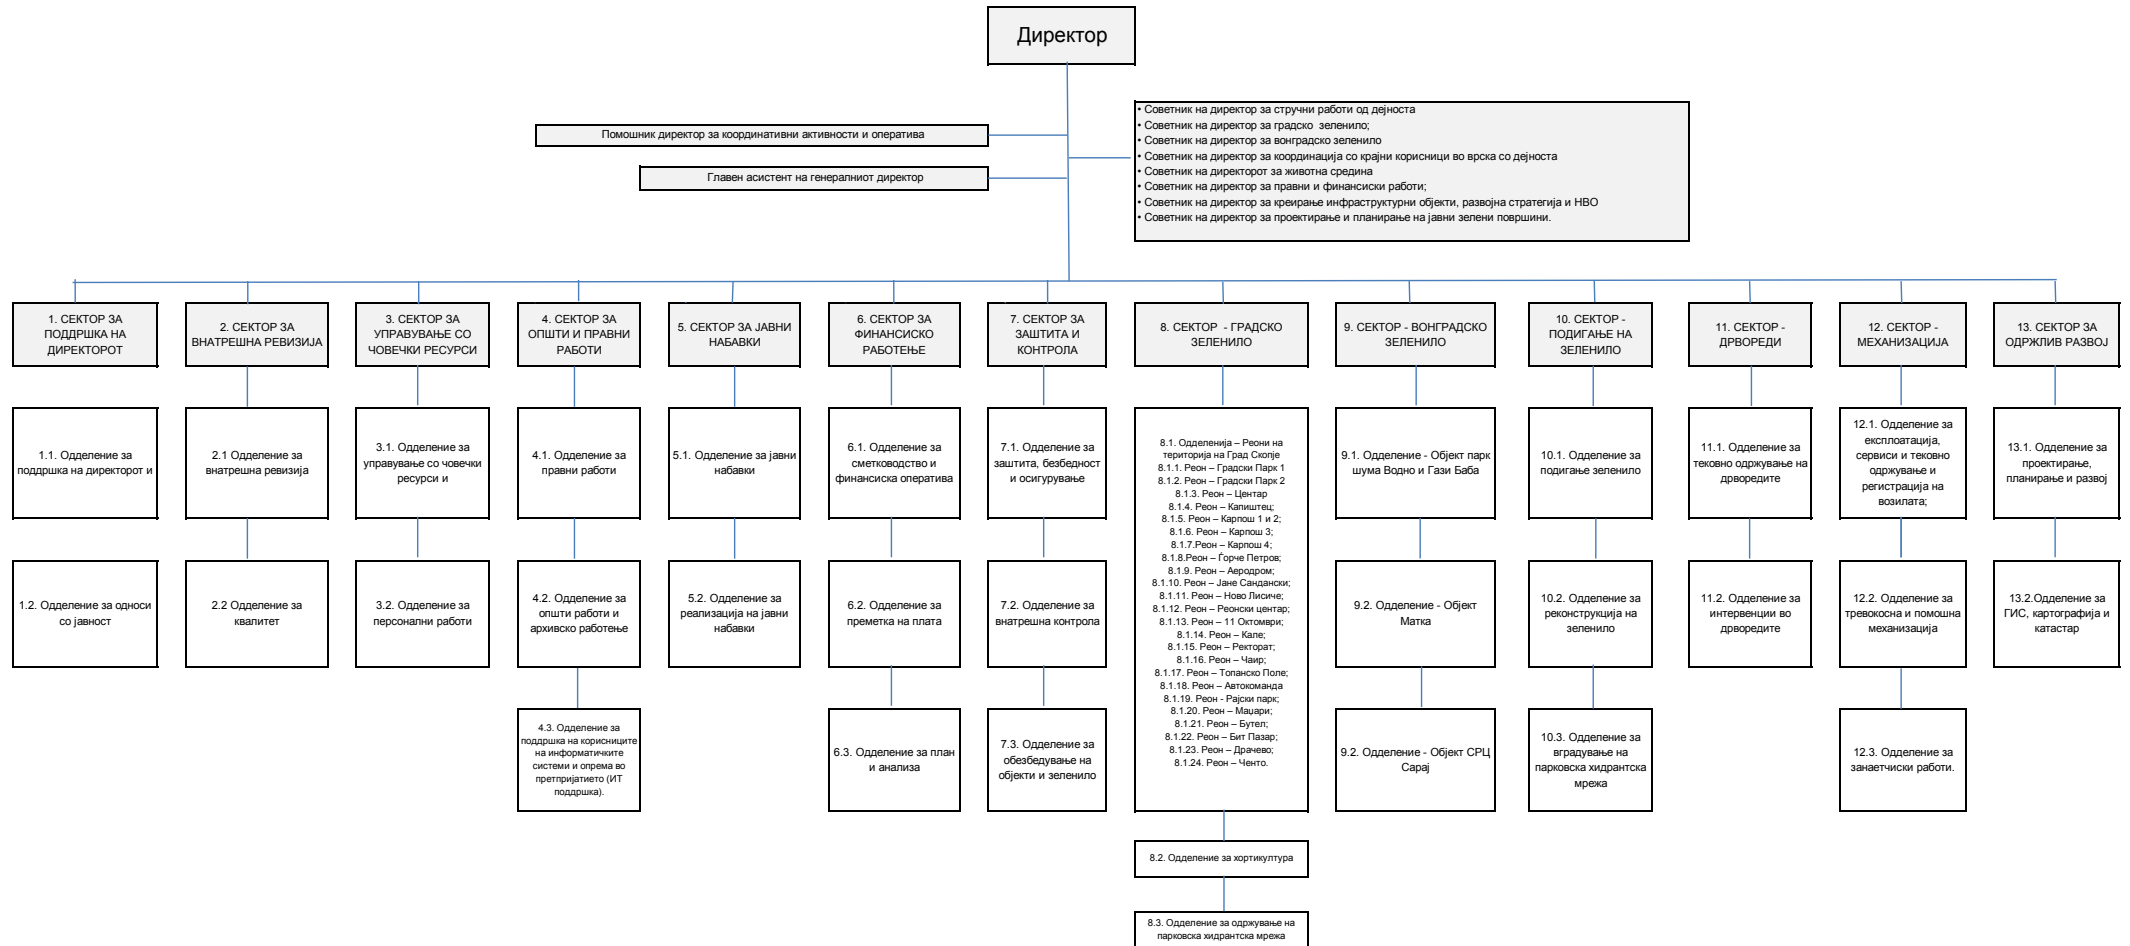 Директор
Помошник директор за координативни активности и оператива
Главен асистент на генералниот директор
• Советник на директор за стручни работи од дејноста
• Советник на директор за градско  зеленило;
• Советник на директор за вонградско зеленило
• Советник на директор за координација со крајни корисници во врска со дејноста
• Советник на директорот за животна средина
• Советник на директор за правни и финансиски работи;
• Советник на директор за креирање инфраструктурни објекти, развојна стратегија и НВО
• Советник на директор за проектирање и планирање на јавни зелени површини.
1. СЕКТОР ЗА
ПОДДРШКА НА
ДИРЕКТОРОТ
2. СЕКТОР ЗА
ВНАТРЕШНА РЕВИЗИЈА
3. СЕКТОР ЗА
УПРАВУВАЊЕ СО
ЧОВЕЧКИ РЕСУРСИ
4. СЕКТОР ЗА
ОПШТИ И ПРАВНИ
РАБОТИ
5. СЕКТОР ЗА ЈАВНИ
НАБАВКИ
6. СЕКТОР ЗА
ФИНАНСИСКО
РАБОТЕЊЕ
7. СЕКТОР ЗА
ЗАШТИТА И
КОНТРОЛА
8. СЕКТОР  - ГРАДСКО
ЗЕЛЕНИЛО
9. СЕКТОР - ВОНГРАДСКО
ЗЕЛЕНИЛО
10. СЕКТОР -
ПОДИГАЊЕ НА
ЗЕЛЕНИЛО
11. СЕКТОР -
ДРВОРЕДИ
12. СЕКТОР -
МЕХАНИЗАЦИЈА
13. СЕКТОР ЗА
ОДРЖЛИВ РАЗВОЈ
1.1. Одделение за
поддршка на директорот и
2.1 Одделение за
внатрешна ревизија
3.1. Одделение за
управување со човечки
ресурси и
4.1. Одделение за
правни работи
5.1. Одделение за јавни
набавки
6.1. Одделение за
сметководство и
финансиска оператива
7.1. Одделение за
заштита, безбедност
и осигурување
8.1. Одделенија – Реони на
територија на Град Скопје
8.1.1. Реон – Градски Парк 1
8.1.2. Реон – Градски Парк 2
8.1.3. Реон – Центар
8.1.4. Реон – Капиштец;
8.1.5. Реон – Карпош 1 и 2;
8.1.6. Реон – Карпош 3;
8.1.7.Реон – Карпош 4;
8.1.8.Реон – Ѓорче Петров;
8.1.9. Реон – Аеродром;
8.1.10. Реон – Јане Сандански;
8.1.11. Реон – Ново Лисиче;
8.1.12. Реон – Реонски центар;
8.1.13. Реон – 11 Октомври;
8.1.14. Реон – Кале;
8.1.15. Реон – Ректорат;
8.1.16. Реон – Чаир;
8.1.17. Реон – Топанско Поле;
8.1.18. Реон – Автокоманда
8.1.19. Реон - Рајски парк;
8.1.20. Реон – Маџари;
8.1.21. Реон – Бутел;
8.1.22. Реон – Бит Пазар;
8.1.23. Реон – Драчево;
8.1.24. Реон – Ченто.
9.1. Одделение - Објект парк
шума Водно и Гази Баба
10.1. Одделение за
подигање зеленило
11.1. Одделение за
тековно одржување на
дрворедите
12.1. Одделение за
експлоатација,
сервиси и тековно
одржување и
регистрација на
возилата;
13.1. Одделение за
проектирање,
планирање и развој
1.2. Одделение за односи
со јавност
2.2 Одделение за
квалитет
3.2. Одделение за
персонални работи
4.2. Одделение за
општи работи и
архивско работење
5.2. Одделение за
реализација на јавни
набавки
6.2. Одделение за
преметка на плата
7.2. Одделение за
внатрешна контрола
9.2. Одделение - Објект
Матка
10.2. Одделение за
реконструкција на
зеленило
11.2. Одделение за
интервенции во
дрворедите
12.2. Одделение за
тревокосна и помошна
механизација
13.2.Одделение за
ГИС, картографија и
катастар
4.3. Одделение за
поддршка на корисниците
на информатичките
системи и опрема во
претпријатието (ИТ
поддршка).
6.3. Одделение за план
и анализа
7.3. Одделение за
обезбедување на
објекти и зеленило
9.2. Одделение - Објект СРЦ
Сарај
10.3. Одделение за
вградување на
парковска хидрантска
мрежа
12.3. Одделение за
занаетчиски работи.
8.2. Одделение за хортикултура
8.3. Одделение за одржување на
парковска хидрантска мрежа